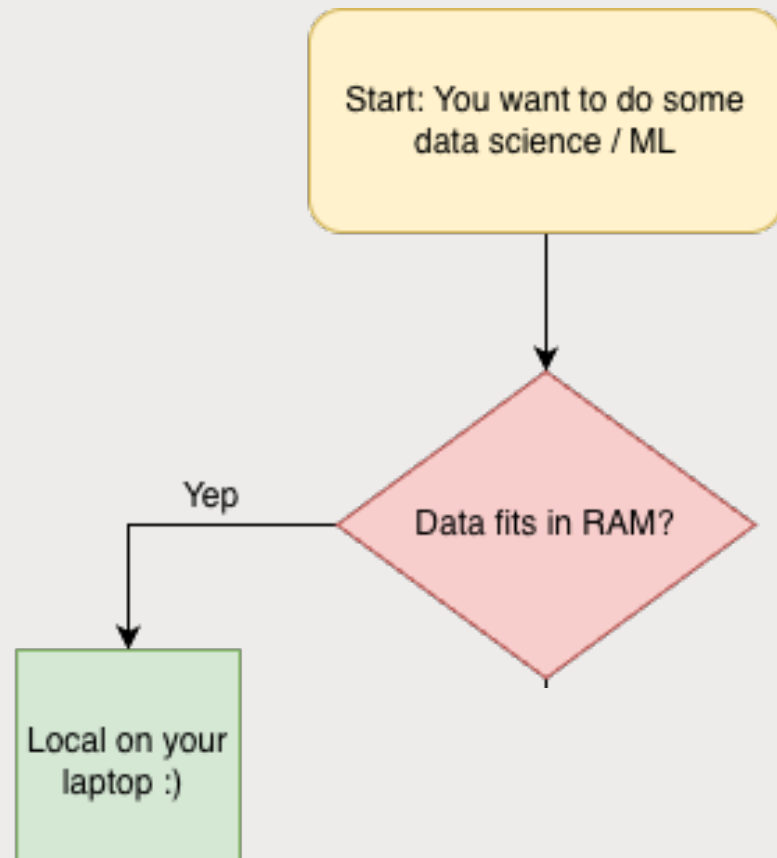 Start: You want to do some
data science / ML
Yep
Data fits in RAM?
Local on your
laptop :)